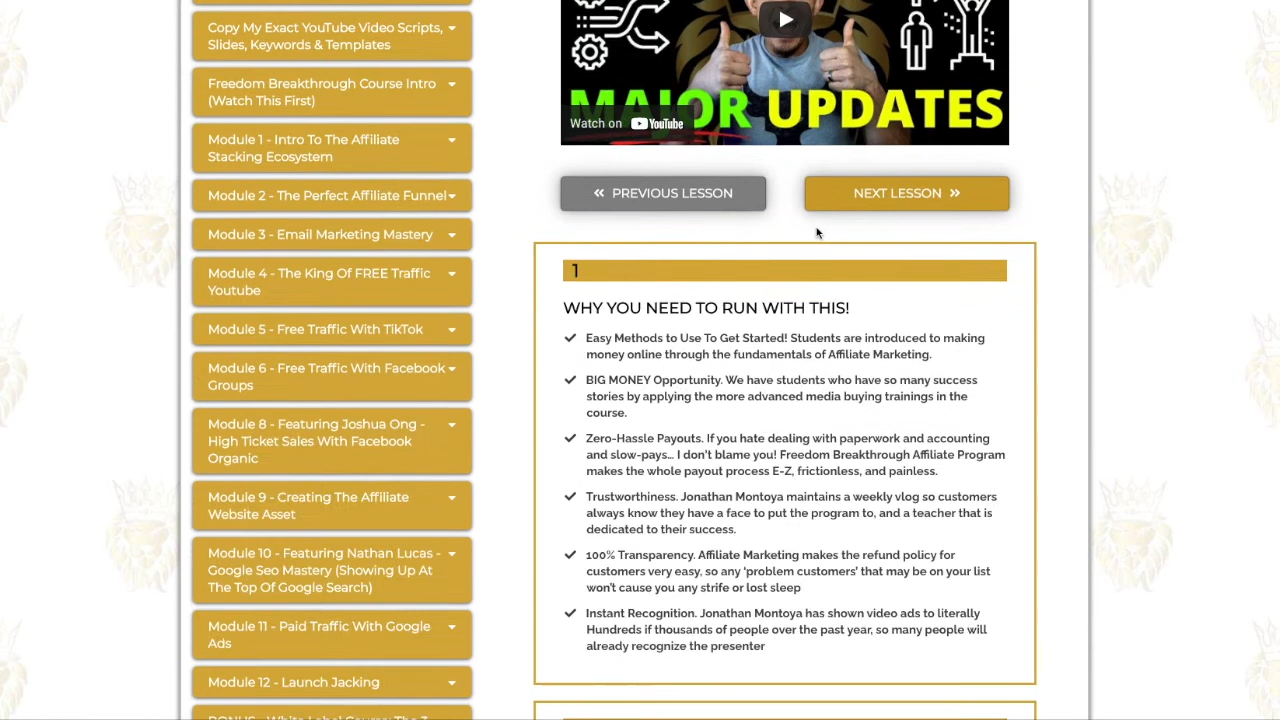 Copy My Exact YouTube Video Scripts,
Slides, Keywords & Templates
Freedom Breakthrough Course Intro
(Watch This First)
Module 1 - Intro To The Affiliate
Stacking Ecosystem
Module 2 - The Perfect Affiliate Funnel
Module 3 - Email Marketing Mastery
Module 4 - The King Of FREE Traffic
Youtube
Module 5 - Free Traffic With TikTok
Module 6 - Free Traffic With Facebook
Groups
Module 8 - Featuring Joshua Ong -
High Ticket Sales With Facebook
Organic
Module 9 - Creating The Affiliate
Website Asset
Module 10 - Featuring Nathan Lucas -
Google Seo Mastery (Showing Up At
The Top Of Google Search)
Module 11 - Paid Traffic With Google
Ads
Module 12 - Launch Jacking
BONUS - White Label Course: The 3
MAJOR UPDATES
Watch on YouTube
PREVIOUS LESSON
NEXT LESSON
1
WHY YOU NEED TO RUN WITH THIS!
Easy Methods to Use To Get Started! Students are introduced to making
money online through the fundamentals of Affiliate Marketing.
BIG MONEY Opportunity. We have students who have so many success
stories by applying the more advanced media buying trainings in the
course.
Zero-Hassle Payouts. If you hate dealing with paperwork and accounting
and slow-pays... I don't blame you! Freedom Breakthrough Affiliate Program
makes the whole payout process E-Z, frictionless, and painless.
Trustworthiness. Jonathan Montoya maintains a weekly vlog so customers
always know they have a face to put the program to, and a teacher that is
dedicated to their success.
100% Transparency. Affiliate Marketing makes the refund policy for
customers very easy, so any 'problem customers' that may be on your list
won't cause you any strife or lost sleep
Instant Recognition. Jonathan Montoya has shown video ads to literally
Hundreds if thousands of people over the past year, so many people will
already recognize the presenter